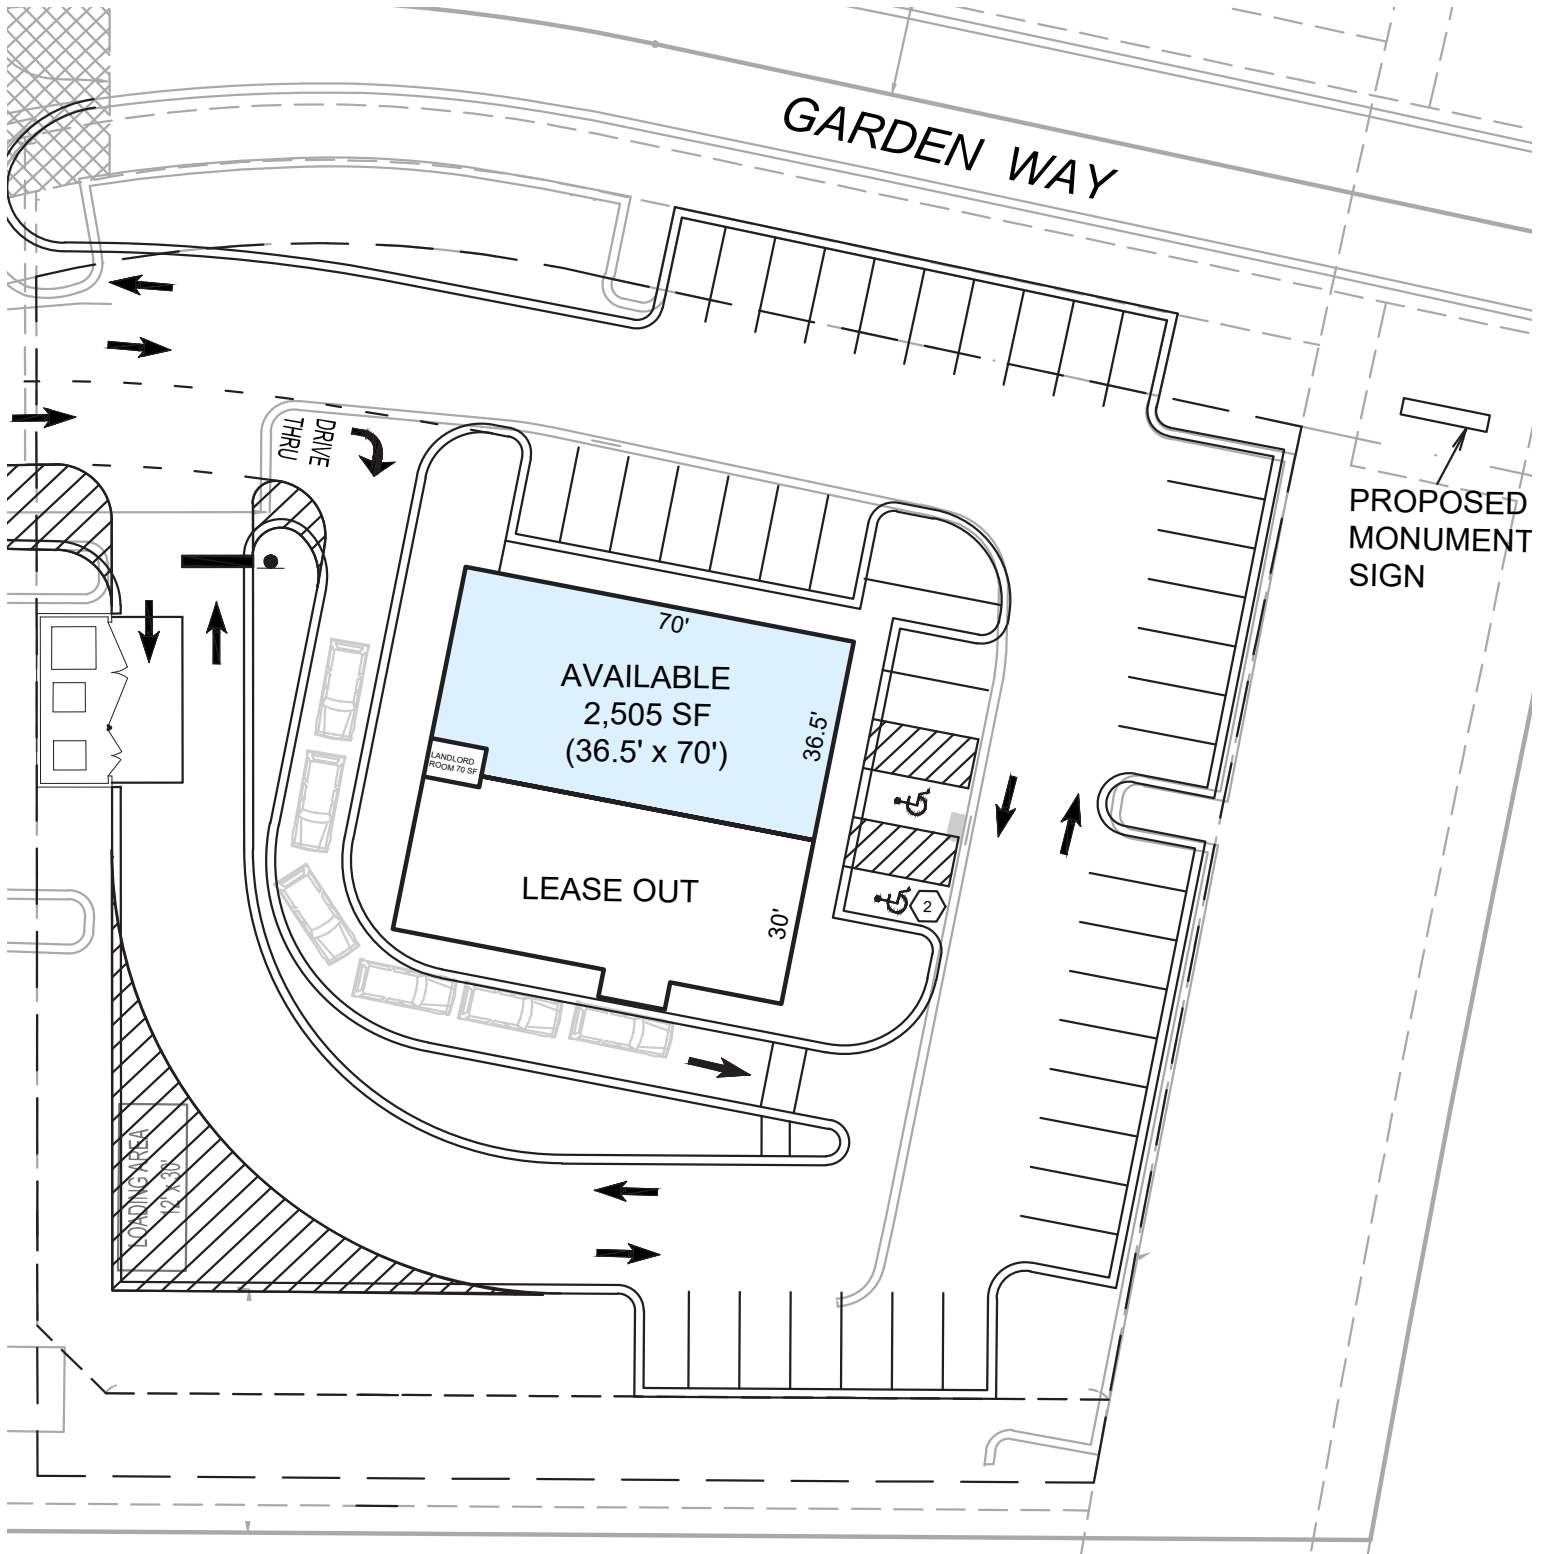 GARDEN WAY
DRIVE
THRU
PROPOSED
MONUMENT
SIGN
70'
AVAILABLE
2,505 SF
(36.5' x 70')
36.5'
LANDLORD
ROOM 70 SF
LEASE OUT
30'
2
LOADING AREA
12' x 30'